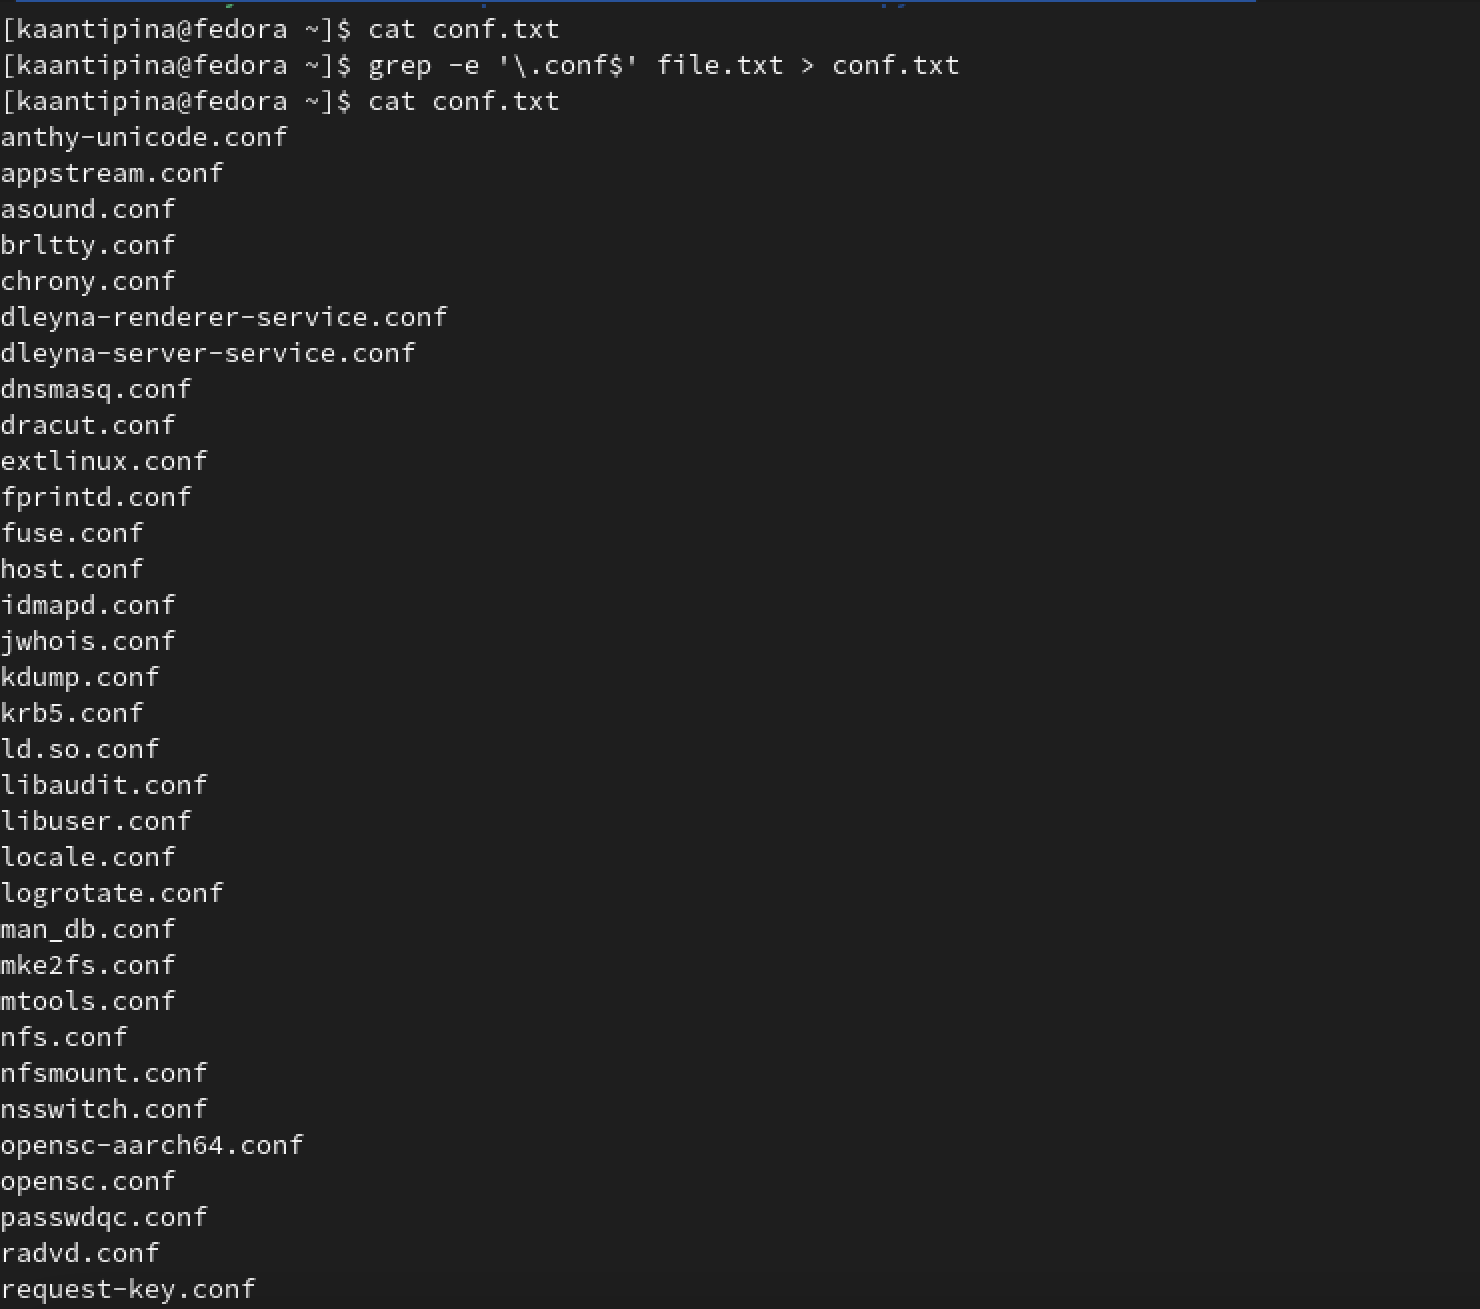 [kaantipina@fedora ~]$ cat conf.txt
[kaantipina@fedora ~]$ grep -e '\.conf$' file.txt > conf.txt
[kaantipina@fedora ~]$ cat conf.txt
anthy-unicode.conf
appstream.conf
asound.conf
brltty.conf
chrony.conf
dleyna-renderer-service.conf
dleyna-server-service.conf
dnsmasq.conf
dracut.conf
extlinux.conf
fprintd.conf
fuse.conf
host.conf
idmapd.conf
jwhois.conf
kdump.conf
krb5.conf
ld.so.conf
libaudit.conf
libuser.conf
locale.conf
logrotate.conf
man_db.conf
mke2fs.conf
mtools.conf
nfs.conf
nfsmount.conf
nsswitch.conf
opensc-aarch64.conf
opensc.conf
passwdqc.conf
radvd.conf
request-key.conf